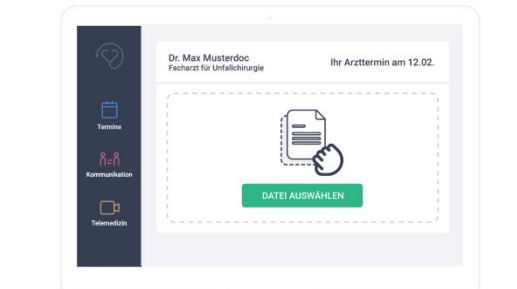 Dr. Max Musterdoc
Facharzt für Unfallchirurgie
Ihr Arzttermin am 12.02.
Termine
Kommunikation
Telemedizin
DATEI AUSWÄHLEN